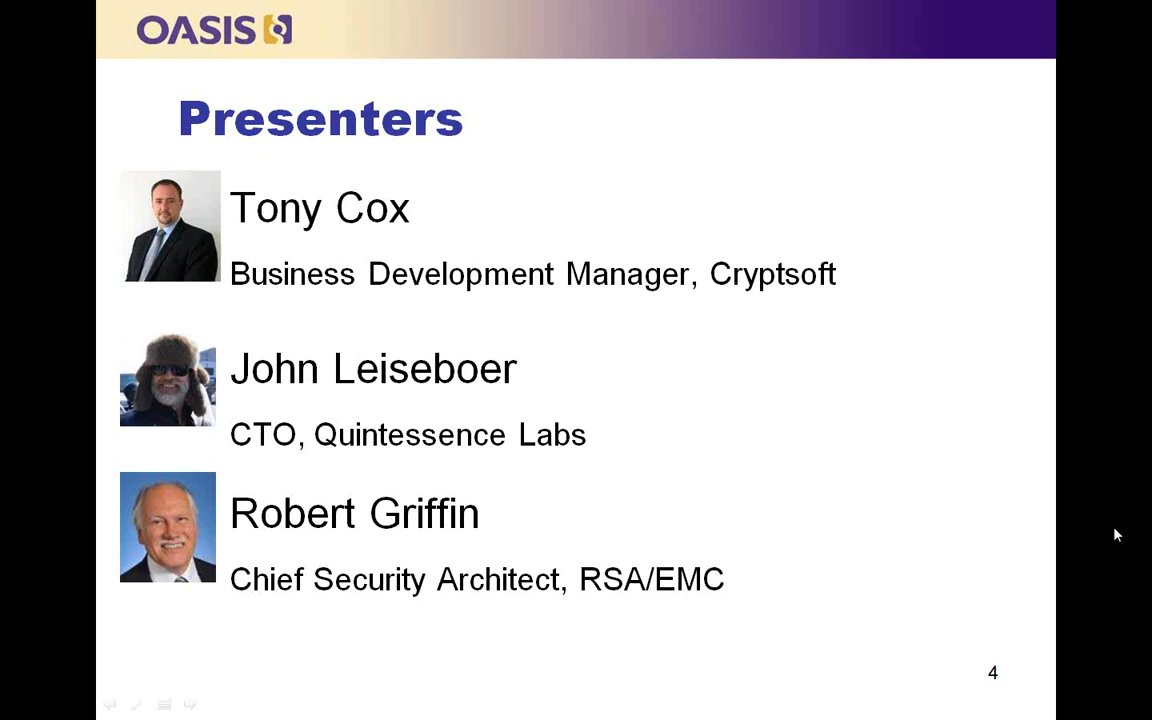 OASIS
Presenters
Tony Cox
Business Development Manager, Cryptsoft
John Leiseboer
CTO, Quintessence Labs
Robert Griffin
Chief Security Architect, RSA/EMC
4